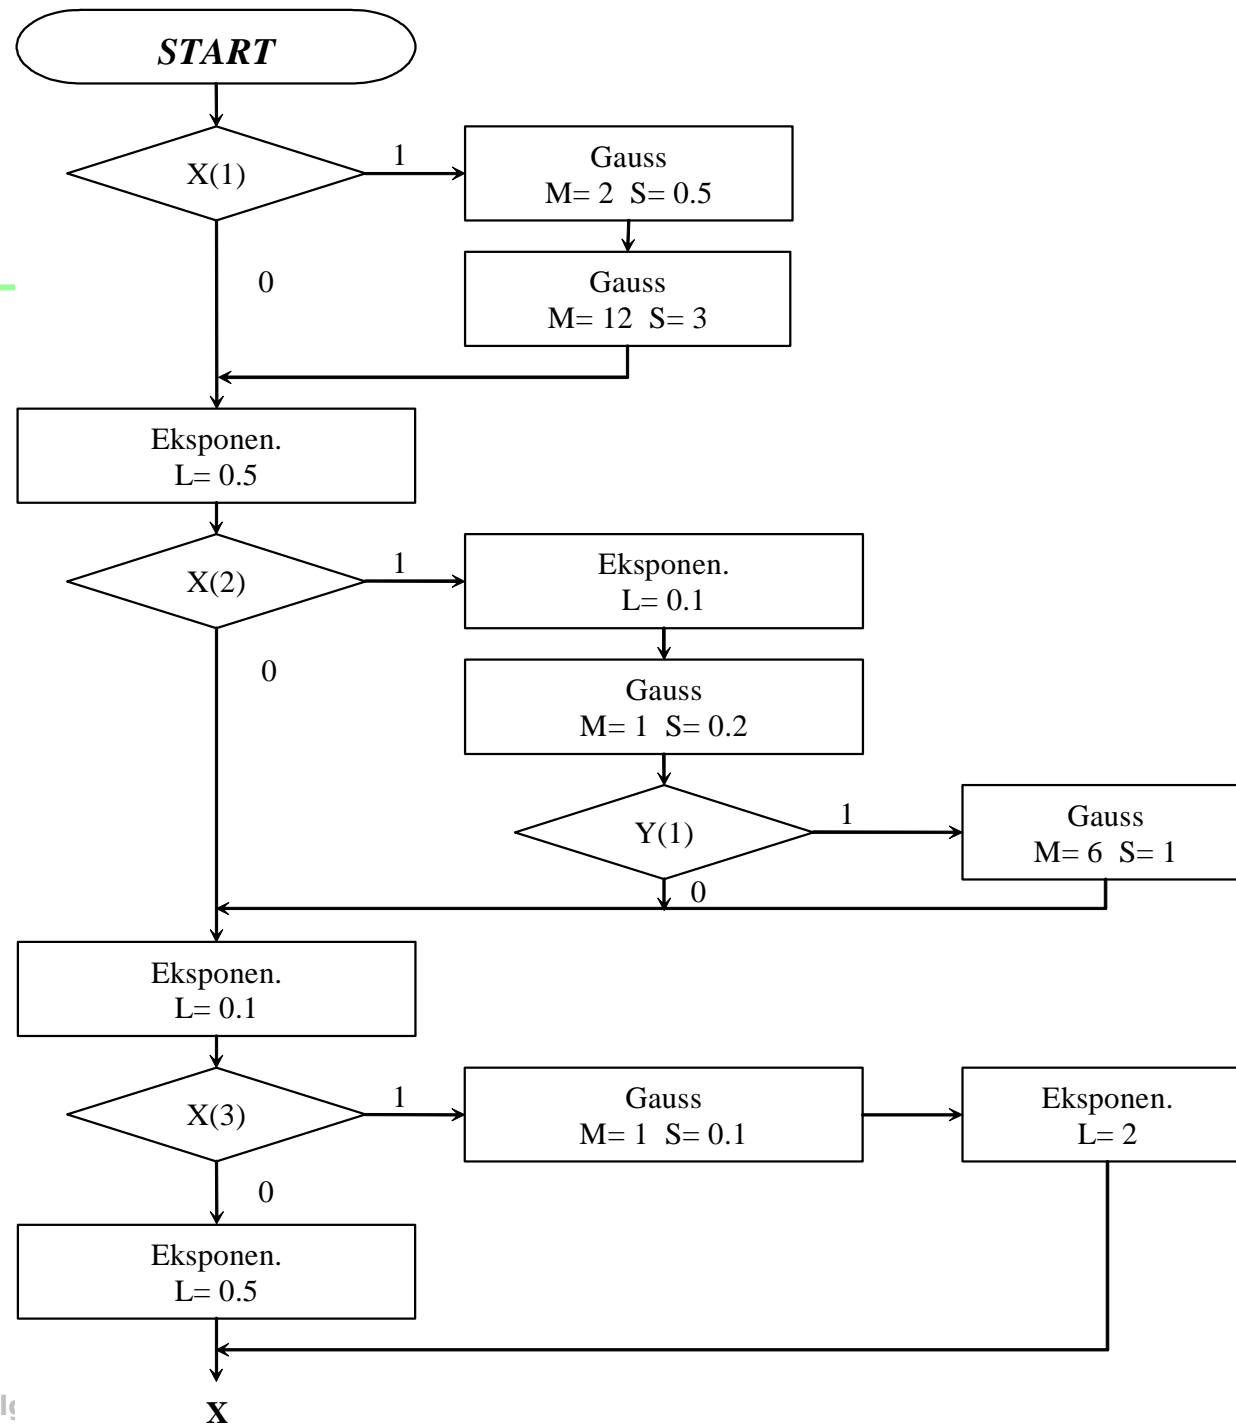 START
X(1)
1
Gauss
M= 2 S= 0.5
0
Gauss
M= 12 S= 3
Eksponen.
L= 0.5
X(2)
1
Eksponen.
L= 0.1
0
Gauss
M= 1 S= 0.2
Y(1)
1
Gauss
M= 6 S= 1
0
Eksponen.
L= 0.1
X(3)
1
Gauss
M= 1 S= 0.1
Eksponen.
L= 2
0
Eksponen.
L= 0.5
X